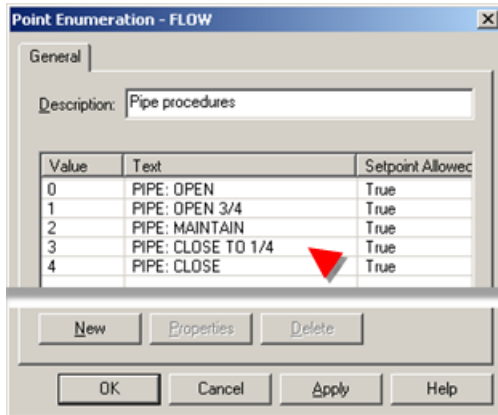 Point Enumeration - FLOW
General
Description: Pipe procedures
Value Text Setpoint Allowed
0 PIPE: OPEN True
1 PIPE: OPEN 3/4 True
2 PIPE: MAINTAIN True
3 PIPE: CLOSE TO 1/4 True
4 PIPE: CLOSE True
New Properties Delete
OK Cancel Apply Help